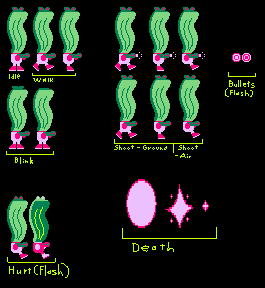 Idle
Walk
Bullets
(Flash)
Blink
Shoot - Ground
Shoot
- Air
Hurt (Flash)
Death